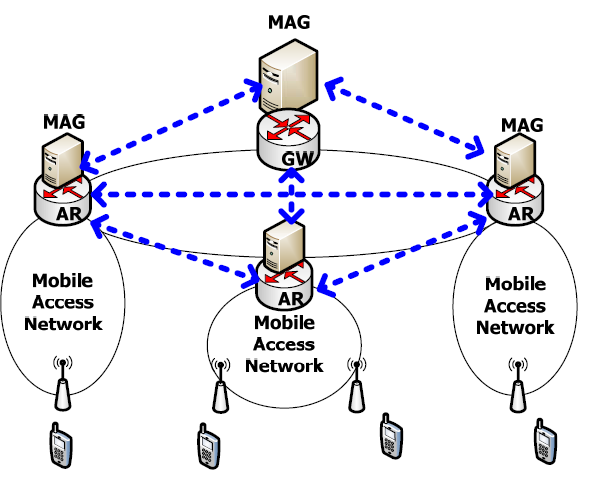 MAG
MAG
MAG
GW
AR
AR
AR
Mobile
Access
Network
Mobile
Access
Network
Mobile
Access
Network